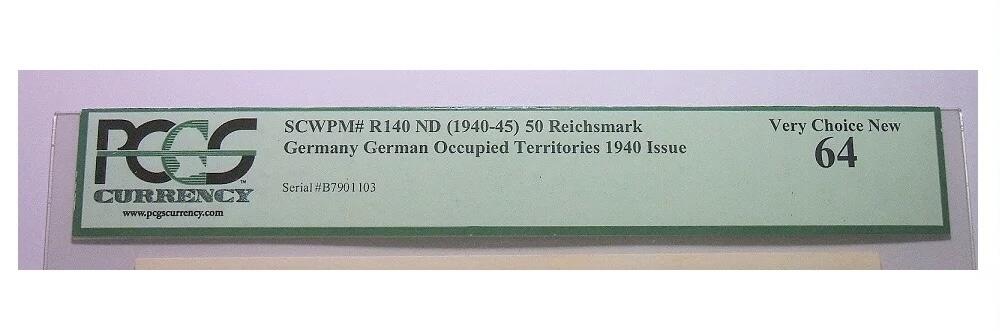 PCGS
CURRENCY
™
www.pcgscurrency.com
SCWPM# R140 ND (1940-45) 50 Reichsmark
Germany German Occupied Territories 1940 Issue
Serial #B7901103
Very Choice New
64